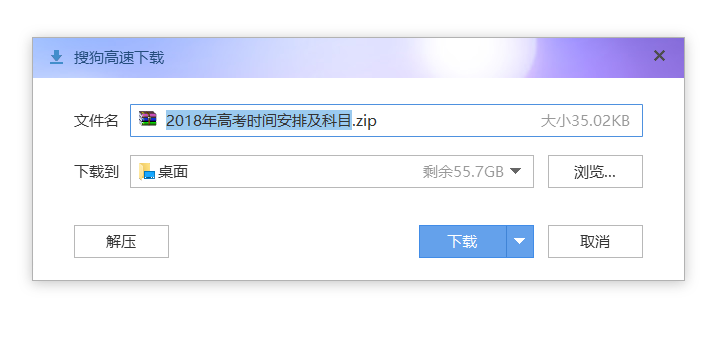 搜狗高速下载
文件名 2018年高考时间安排及科目.zip 大小35.02KB
下载到 桌面 剩余55.7GB 浏览...
解压 下载 取消